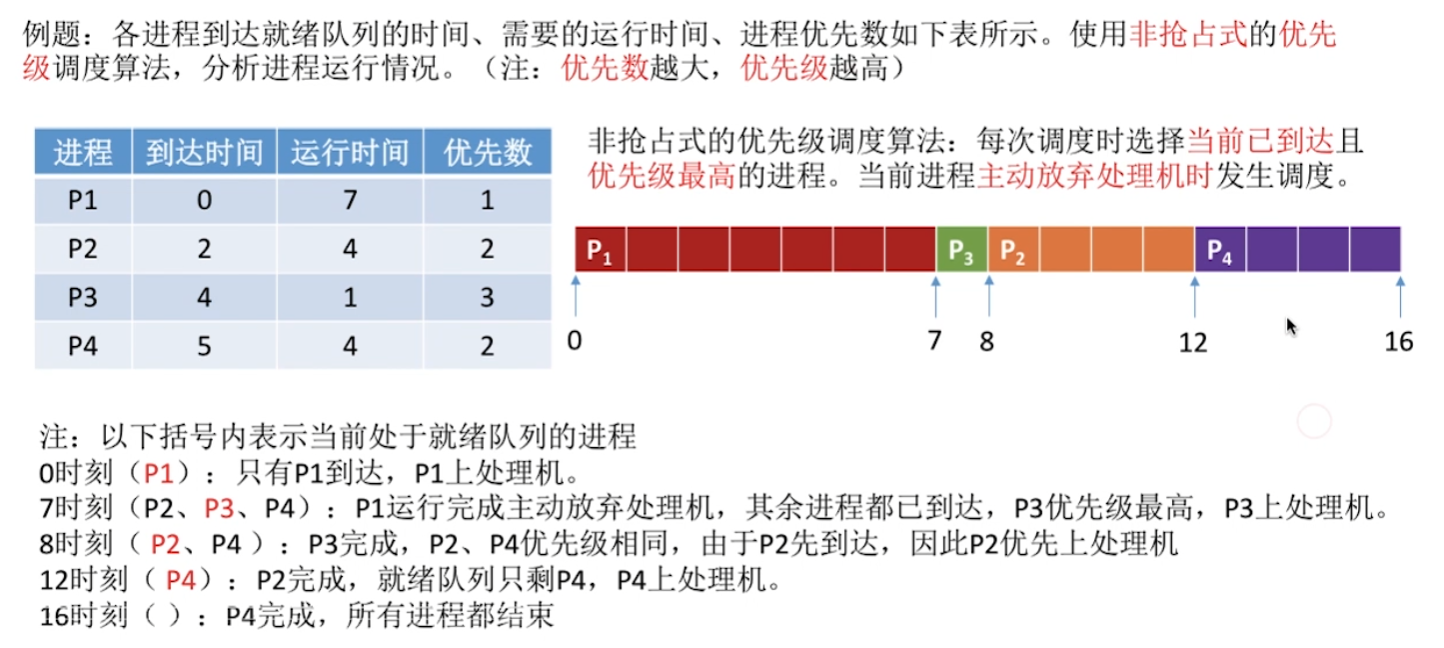 例题：各进程到达就绪队列的时间、需要的运行时间、进程优先数如下表所示。使用非抢占式的优先
级调度算法，分析进程运行情况。（注：优先数越大，优先级越高）
进程 到达时间 运行时间 优先数
P1 0 7 1
P2 2 4 2
P3 4 1 3
P4 5 4 2
非抢占式的优先级调度算法：每次调度时选择当前已到达且
优先级最高的进程。当前进程主动放弃处理机时发生调度。
P1 P3 P2 P4
0 7 8 12 16
注：以下括号内表示当前处于就绪队列的进程
0时刻（P1）：只有P1到达，P1上处理机。
7时刻（P2、P3、P4）：P1运行完成主动放弃处理机，其余进程都已到达，P3优先级最高，P3上处理机。
8时刻（ P2、P4 ）：P3完成，P2、P4优先级相同，由于P2先到达，因此P2优先上处理机
12时刻（ P4）：P2完成，就绪队列只剩P4，P4上处理机。
16时刻（ ）：P4完成，所有进程都结束